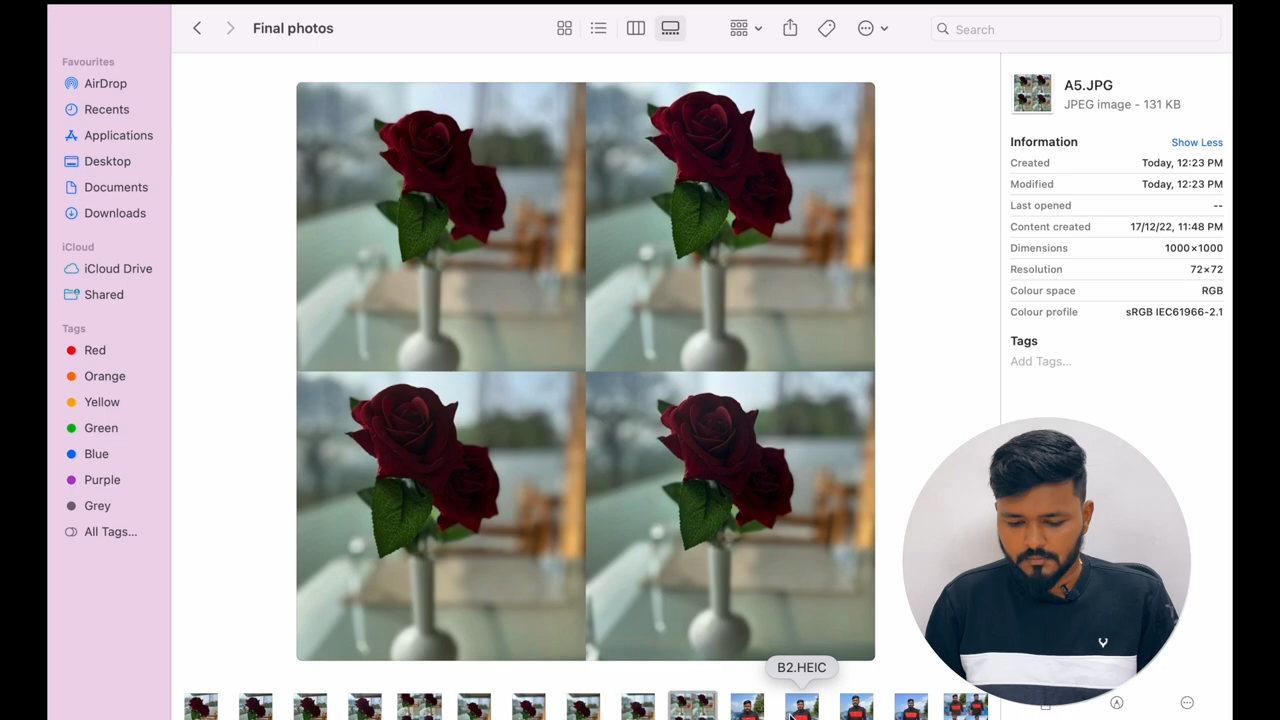 Final photos
Search
Favourites
AirDrop
Recents
Applications
Desktop
Documents
Downloads
iCloud
iCloud Drive
Shared
Tags
Red
Orange
Yellow
Green
Blue
Purple
Grey
All Tags...
A5.JPG
JPEG image - 131 KB
Information
Show Less
Created
Today, 12:23 PM
Modified
Today, 12:23 PM
Last opened
--
Content created
17/12/22, 11:48 PM
Dimensions
1000×1000
Resolution
72×72
Colour space
RGB
Colour profile
sRGB IEC61966-2.1
Tags
Add Tags...
B2.HEIC